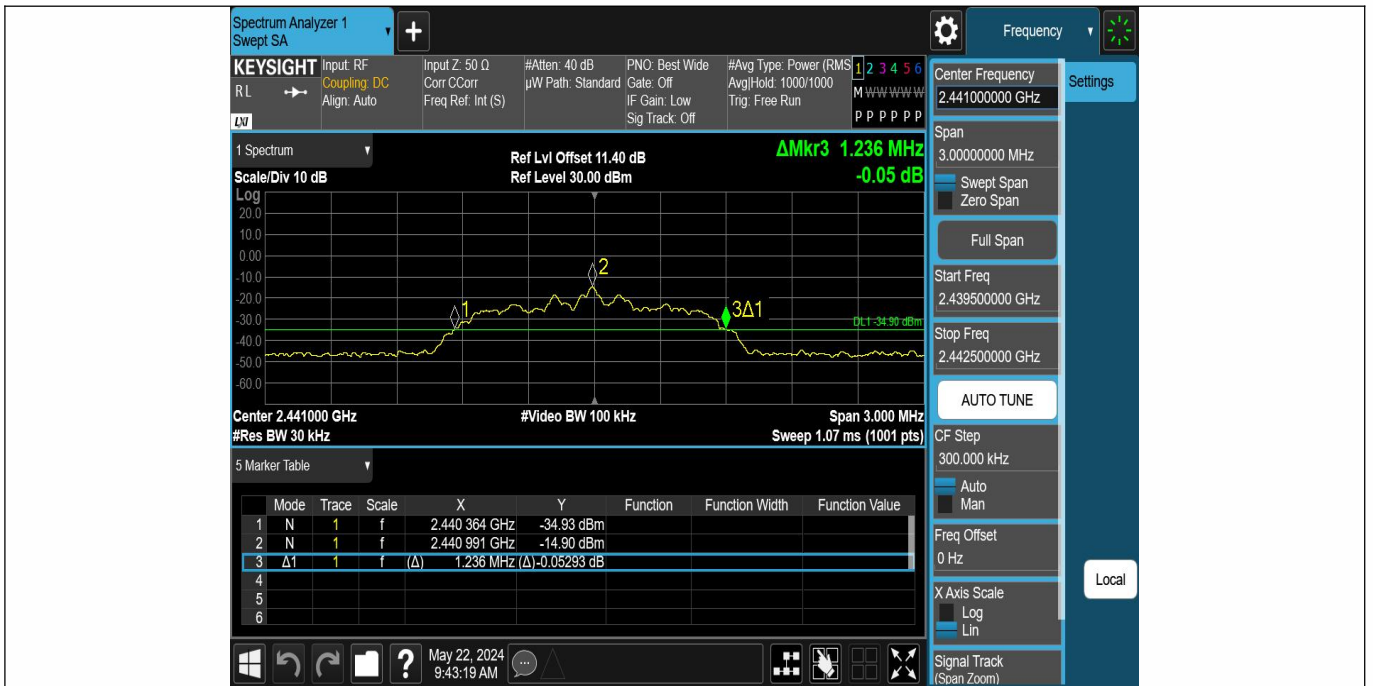 Spectrum Analyzer 1
Swept SA
+
Frequency
KEYSIGHT
RL
LXI
Input: RF
Coupling: DC
Align: Auto
Input Z: 50 Ω
Corr CCorr
Freq Ref: Int (S)
#Atten: 40 dB
µW Path: Standard
PNO: Best Wide
Gate: Off
IF Gain: Low
Sig Track: Off
#Avg Type: Power (RMS
Avg|Hold: 1000/1000
Trig: Free Run
1 2 3 4 5 6
M W W W W W
P P P P P P
1 Spectrum
Scale/Div 10 dB
Ref Lvl Offset 11.40 dB
Ref Level 30.00 dBm
ΔMkr3 1.236 MHz
-0.05 dB
Log
20.0
10.0
0.00
-10.0
-20.0
-30.0
-40.0
-50.0
-60.0
1
2
3Δ1
DL1 -34.90 dBm
Center 2.441000 GHz
#Video BW 100 kHz
Span 3.000 MHz
#Res BW 30 kHz
Sweep 1.07 ms (1001 pts)
5 Marker Table
Mode Trace Scale X Y Function Function Width Function Value
1 N 1 f 2.440 364 GHz -34.93 dBm
2 N 1 f 2.440 991 GHz -14.90 dBm
3 Δ1 1 f (Δ) 1.236 MHz (Δ) -0.05293 dB
4
5
6
?
May 22, 2024
9:43:19 AM
Center Frequency
2.441000000 GHz
Settings
Span
3.00000000 MHz
Swept Span
Zero Span
Full Span
Start Freq
2.439500000 GHz
Stop Freq
2.442500000 GHz
AUTO TUNE
CF Step
300.000 kHz
Auto
Man
Freq Offset
0 Hz
Local
X Axis Scale
Log
Lin
Signal Track
(Span Zoom)